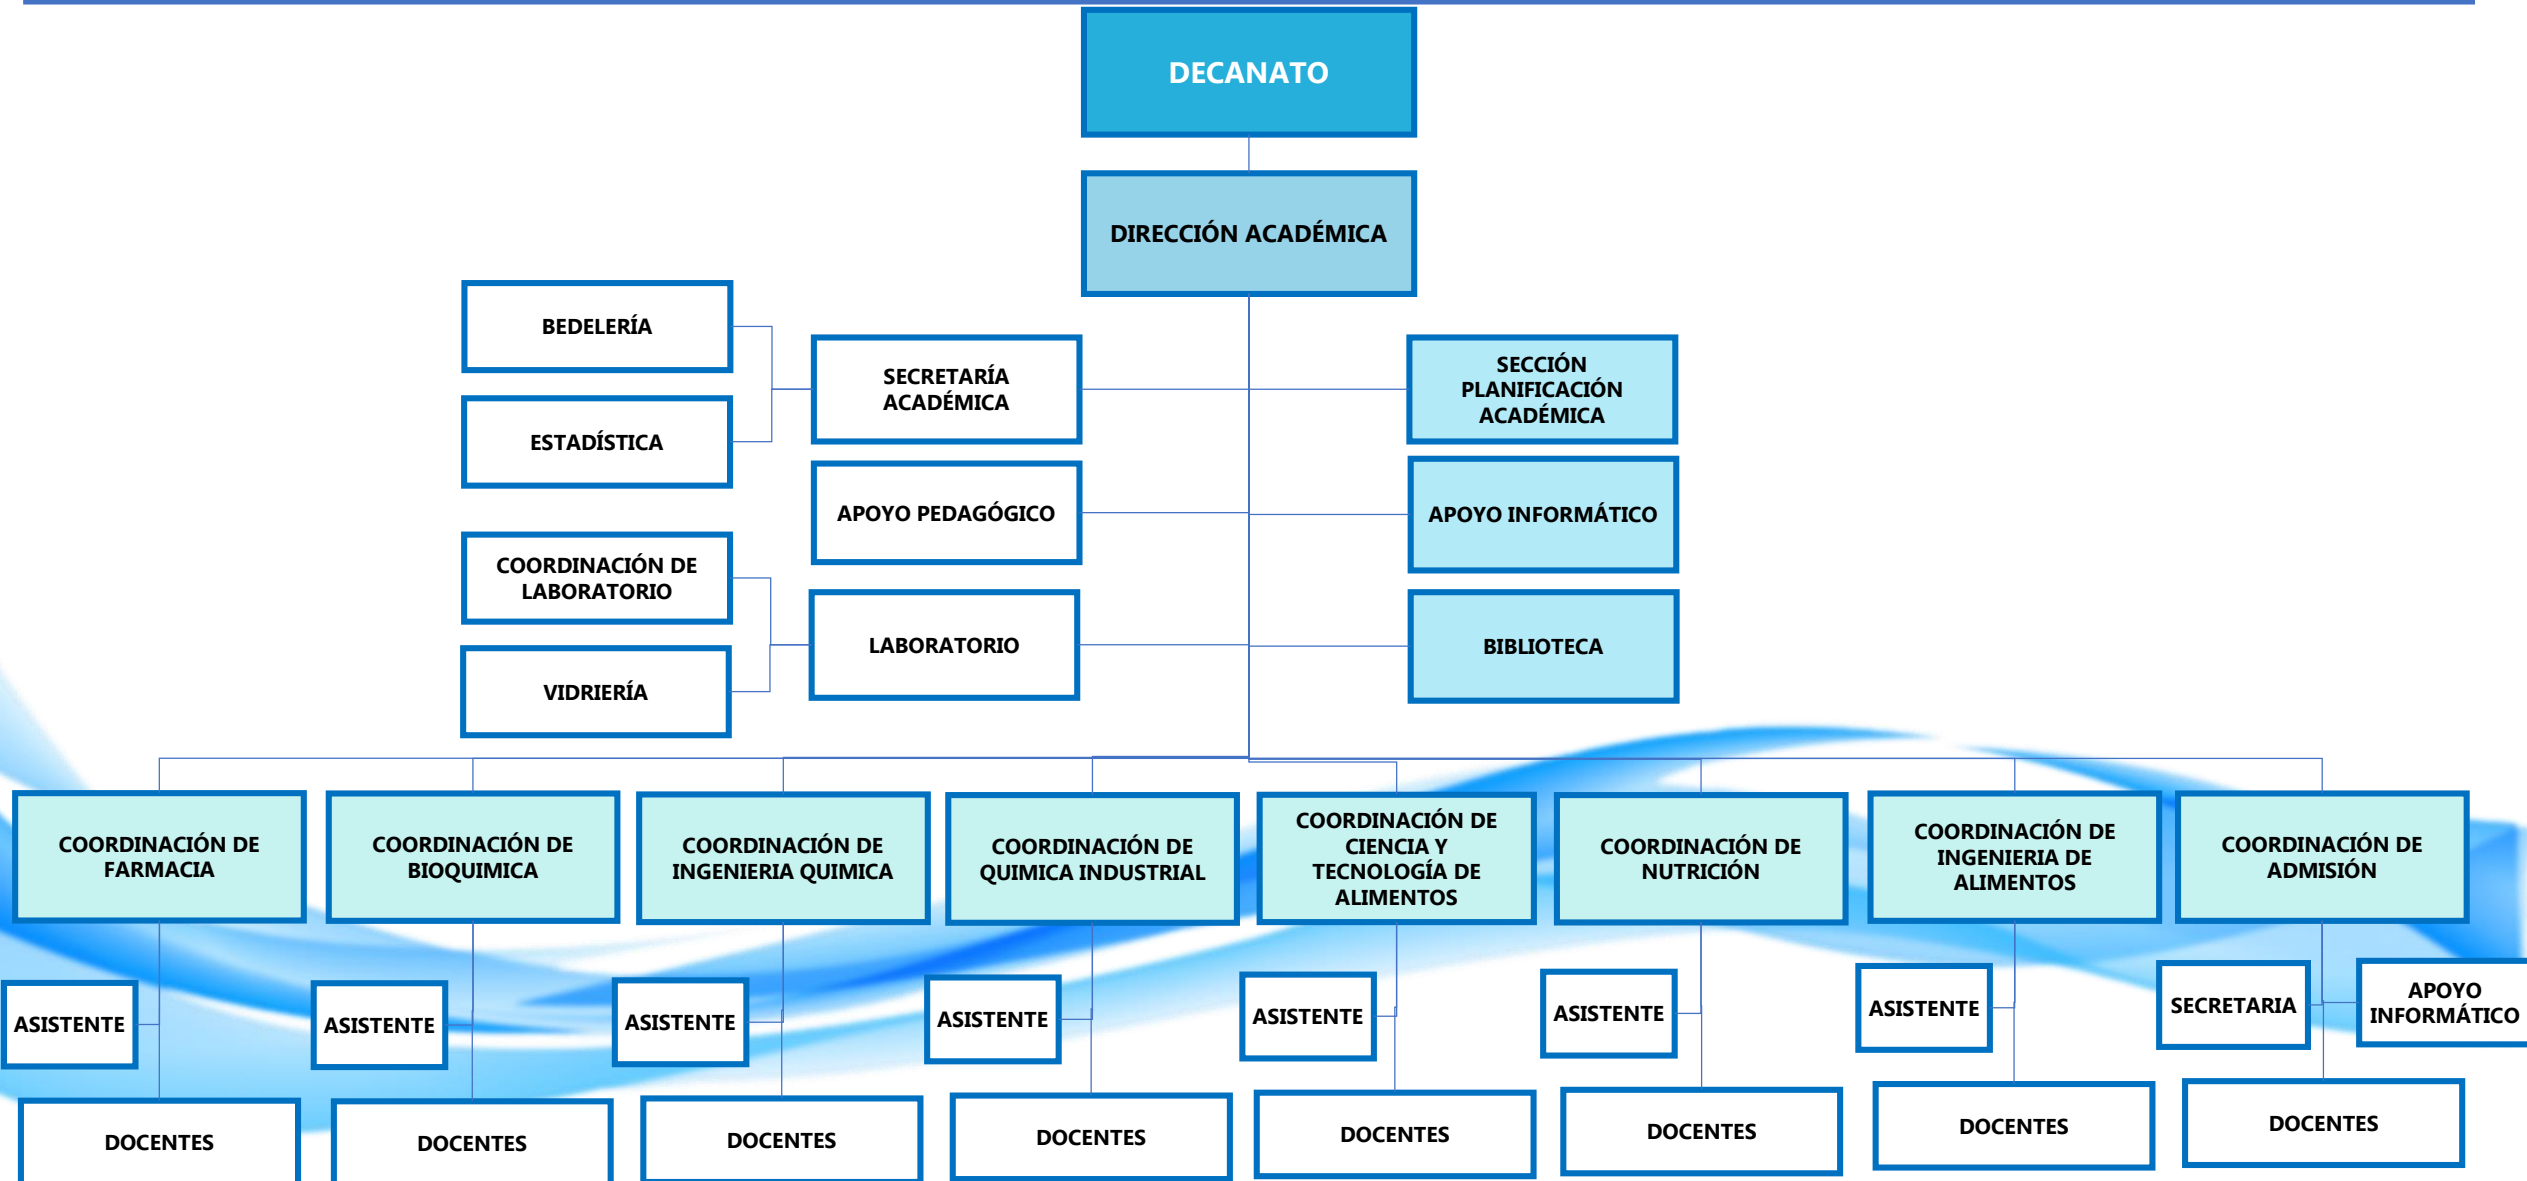 DECANATO
DIRECCIÓN ACADÉMICA
BEDELERÍA
ESTADÍSTICA
SECRETARÍA
ACADÉMICA
SECCIÓN
PLANIFICACIÓN
ACADÉMICA
APOYO PEDAGÓGICO
APOYO INFORMÁTICO
COORDINACIÓN DE
LABORATORIO
VIDRIERÍA
LABORATORIO
BIBLIOTECA
COORDINACIÓN DE
FARMACIA
COORDINACIÓN DE
BIOQUIMICA
COORDINACIÓN DE
INGENIERIA QUIMICA
COORDINACIÓN DE
QUIMICA INDUSTRIAL
COORDINACIÓN DE
CIENCIA Y
TECNOLOGÍA DE
ALIMENTOS
COORDINACIÓN DE
NUTRICIÓN
COORDINACIÓN DE
INGENIERIA DE
ALIMENTOS
COORDINACIÓN DE
ADMISIÓN
ASISTENTE
ASISTENTE
ASISTENTE
ASISTENTE
ASISTENTE
ASISTENTE
ASISTENTE
SECRETARIA
APOYO
INFORMÁTICO
DOCENTES
DOCENTES
DOCENTES
DOCENTES
DOCENTES
DOCENTES
DOCENTES
DOCENTES